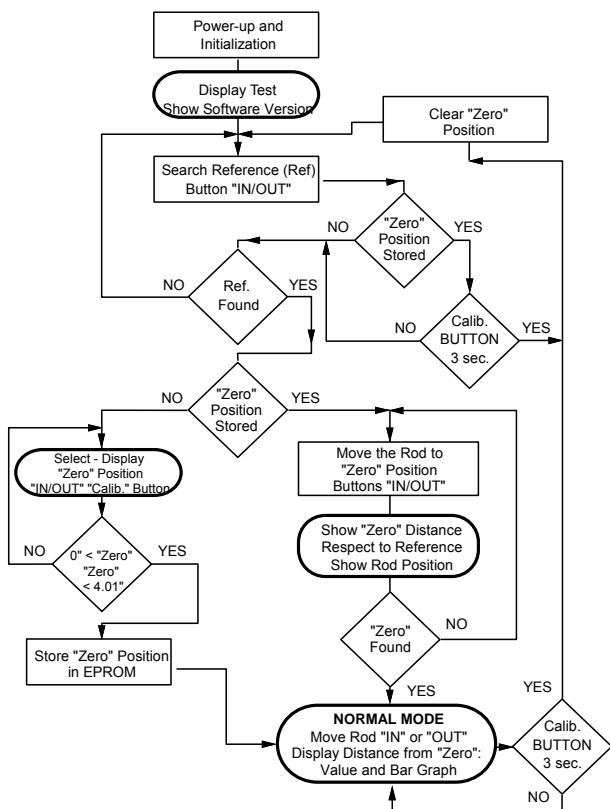 Power-up and
Initialization
Display Test
Show Software Version
Clear "Zero"
Position
Search Reference (Ref)
Button "IN/OUT"
NO
"Zero"
Position
Stored
YES
NO
Ref.
Found
YES
NO
Calib.
BUTTON
3 sec.
YES
NO
"Zero"
Position
Stored
YES
Select - Display
"Zero" Position
"IN/OUT" "Calib." Button
Move the Rod to
"Zero" Position
Buttons "IN/OUT"
NO
0" < "Zero"
"Zero"
< 4.01"
YES
Show "Zero" Distance
Respect to Reference
Show Rod Position
"Zero"
Found
NO
YES
Store "Zero" Position
in EPROM
NORMAL MODE
Move Rod "IN" or "OUT"
Display Distance from "Zero":
Value and Bar Graph
YES
Calib.
BUTTON
3 sec.
NO